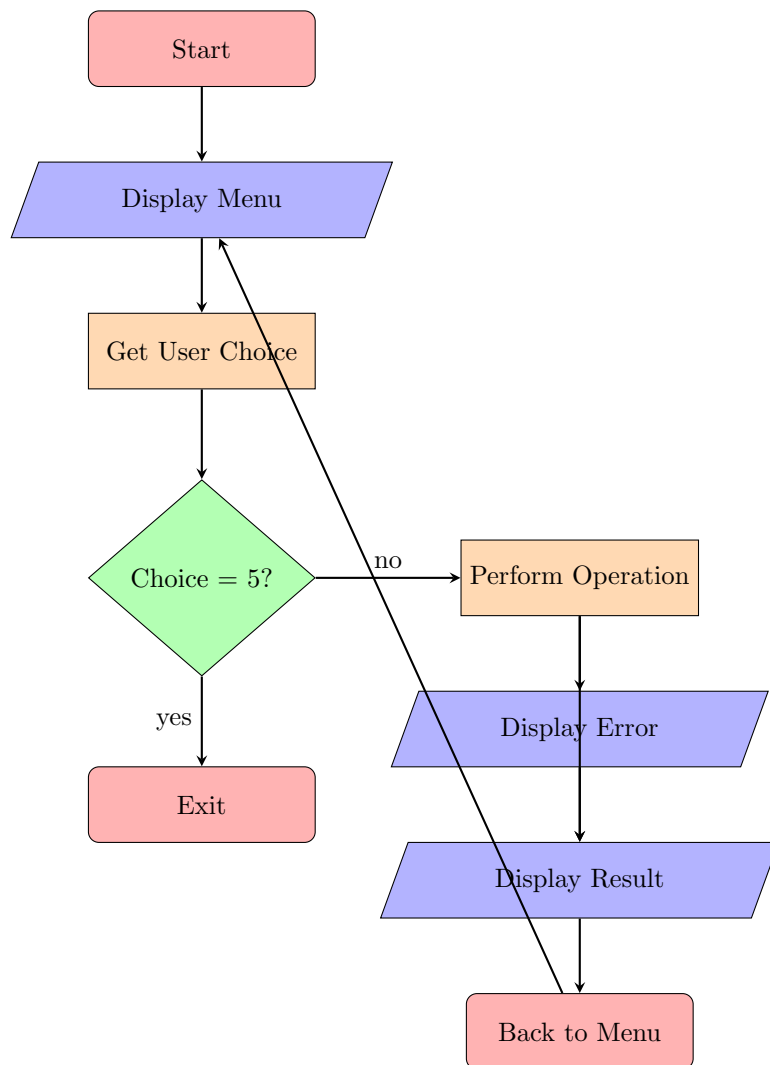 Start
Display Menu
Get User Choice
Choice = 5?
no
Perform Operation
yes
Display Error
Exit
Display Result
Back to Menu